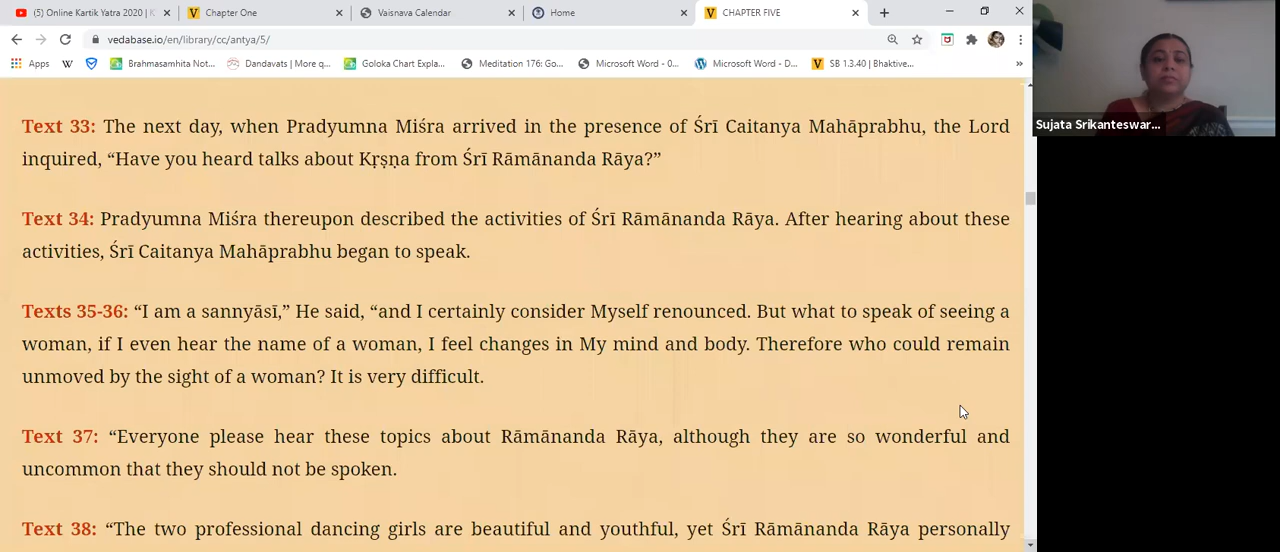 (5) Online Kartik Yatra 2020 | K
Chapter One
Vaisnava Calendar
Home
CHAPTER FIVE
vedabase.io/en/library/cc/antya/5/
Apps
Brahmasamhita Not...
Dandavats | More q...
Goloka Chart Expla...
Meditation 176: Go...
Microsoft Word - 0...
Microsoft Word - D...
SB 1.3.40 | Bhaktive...
»
Text 33: The next day, when Pradyumna Miśra arrived in the presence of Śrī Caitanya Mahāprabhu, the Lord
inquired, “Have you heard talks about Kṛṣṇa from Śrī Rāmānanda Rāya?”
Text 34: Pradyumna Miśra thereupon described the activities of Śrī Rāmānanda Rāya. After hearing about these
activities, Śrī Caitanya Mahāprabhu began to speak.
Texts 35-36: “I am a sannyāsī,” He said, “and I certainly consider Myself renounced. But what to speak of seeing a
woman, if I even hear the name of a woman, I feel changes in My mind and body. Therefore who could remain
unmoved by the sight of a woman? It is very difficult.
Text 37: “Everyone please hear these topics about Rāmānanda Rāya, although they are so wonderful and
uncommon that they should not be spoken.
Text 38: “The two professional dancing girls are beautiful and youthful, yet Śrī Rāmānanda Rāya personally
Sujata Srikanteswar...